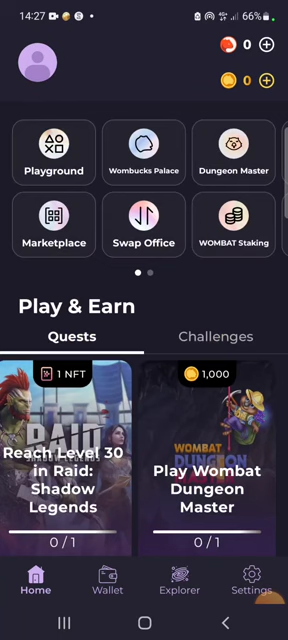 14:27
66%
0
0
Playground
Wombucks Palace
Dungeon Master
Marketplace
Swap Office
WOMBAT Staking
Play & Earn
Quests
Challenges
1 NFT
1,000
RAID
SHADOW LEGENDS
Reach Level 30
in Raid:
Shadow
Legends
WOMBAT
DUNGEON
MASTER
Play Wombat
Dungeon
Master
0 / 1
0 / 1
Home
Wallet
Explorer
Settings